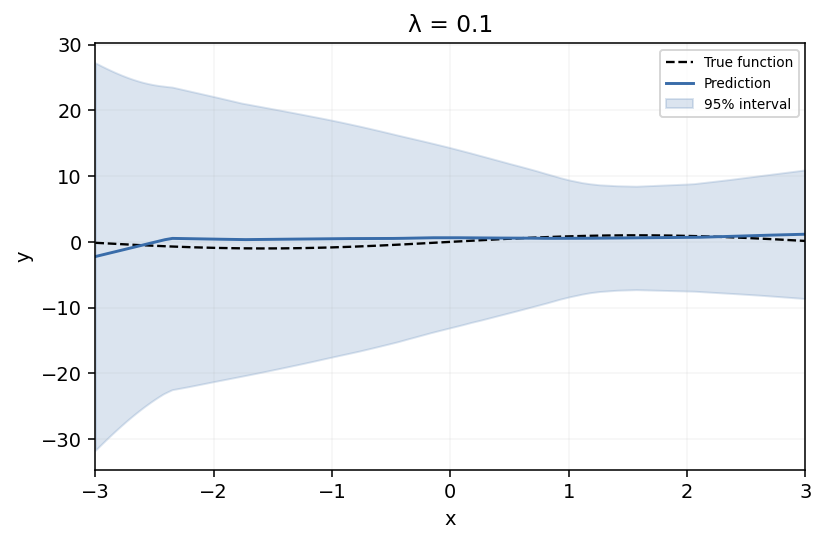 λ = 0.1
True function
Prediction
95% interval
y
30
20
10
0
−10
−20
−30
−3
−2
−1
0
1
2
3
x